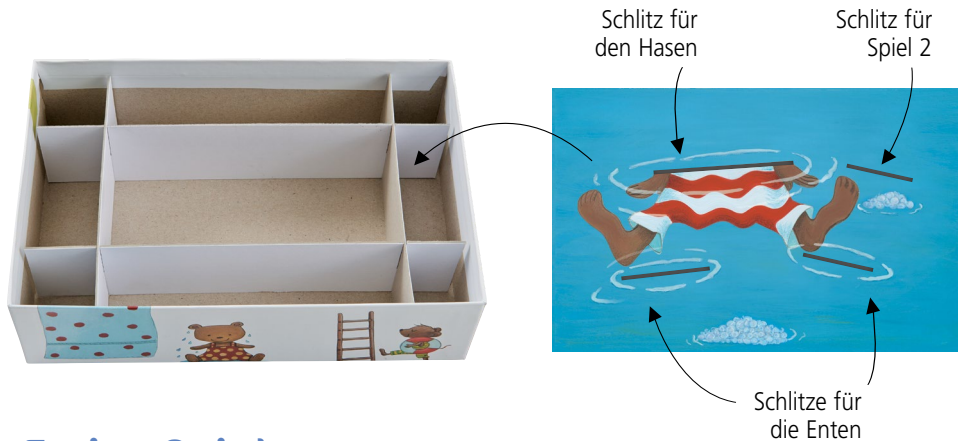 Schlitz für
den Hasen
Schlitz für
Spiel 2
Schlitze für
die Enten